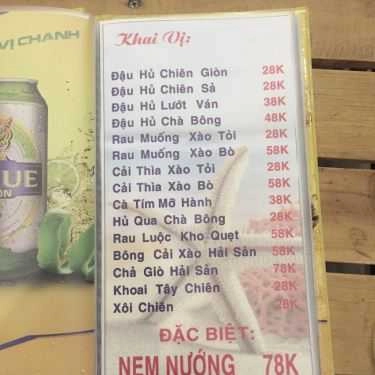 VỊ CHANH
Khai Vị:
Đậu Hủ Chiên Giòn 28K
Đậu Hủ Chiên Sả 28K
Đậu Hủ Lướt Ván 38K
Đậu Hủ Chà Bông 48K
Rau Muống Xào Tỏi 28K
Rau Muống Xào Bò 58K
Cải Thìa Xào Tỏi 28K
Cải Thìa Xào Bò 58K
Cà Tím Mỡ Hành 38K
Hủ Qua Chà Bông 28K
Rau Luộc Kho Quẹt 58K
Bông Cải Xào Hải Sản 58K
Chả Giò Hải Sản 78K
Khoai Tây Chiên 28K
Xôi Chiên 28K
ĐẶC BIỆT:
NEM NƯỚNG 78K